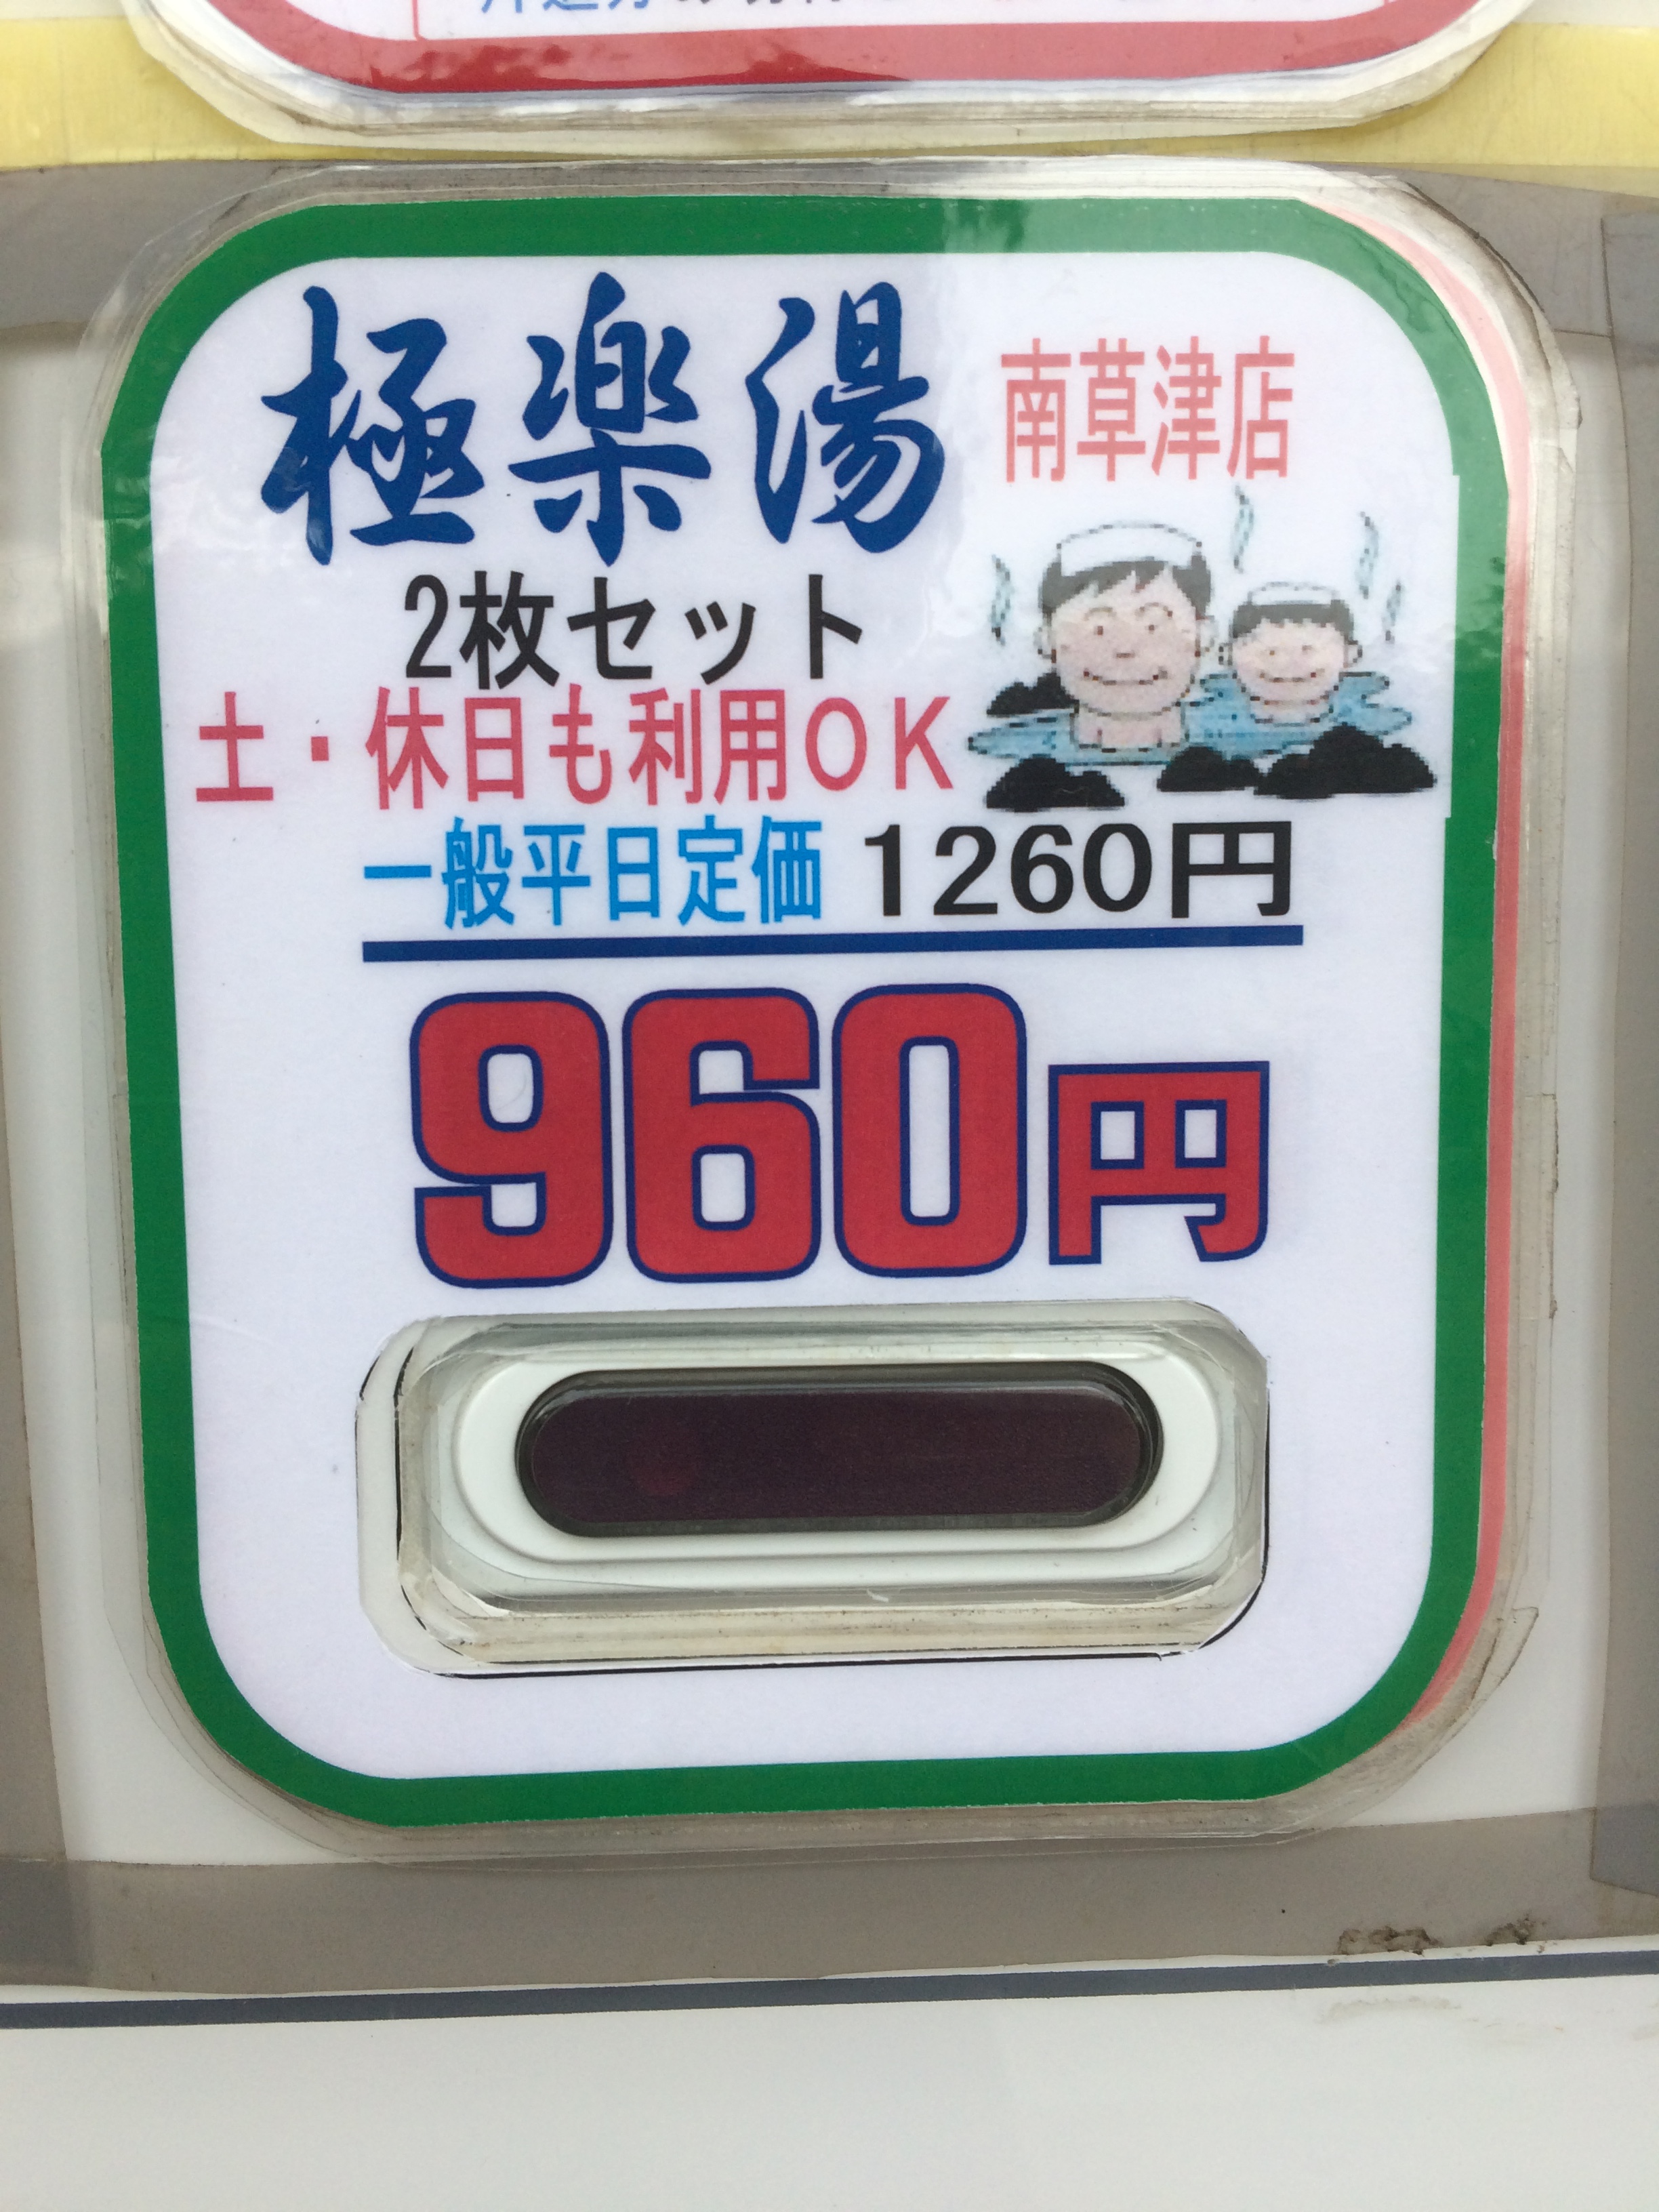 極楽湯 南草津店
2枚セット
土・休日も利用OK
一般平日定価 1260円
960円